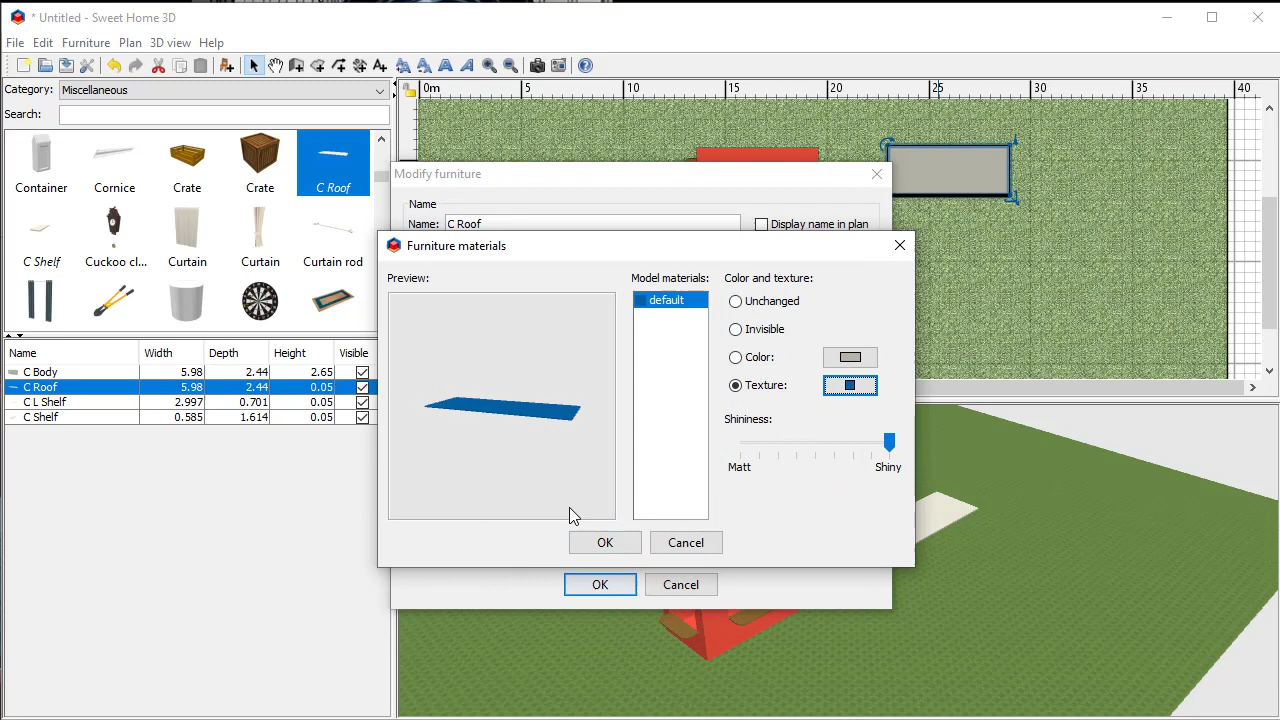 * Untitled - Sweet Home 3D
File Edit Furniture Plan 3D view Help
Category: Miscellaneous
Search:
0m 5 10 15 20 25 30 35 40
Container Cornice Crate Crate C Roof
C Shelf Cuckoo cl... Curtain Curtain Curtain rod
Name Width Depth Height Visible
C Body 5.98 2.44 2.65
C Roof 5.98 2.44 0.05
C L Shelf 2.997 0.701 0.05
C Shelf 0.585 1.614 0.05
Modify furniture
Name
Name: C Roof Display name in plan
Furniture materials
Preview: Model materials: Color and texture:
default
Unchanged
Invisible
Color:
Texture:
Shininess:
Matt Shiny
OK Cancel
OK Cancel